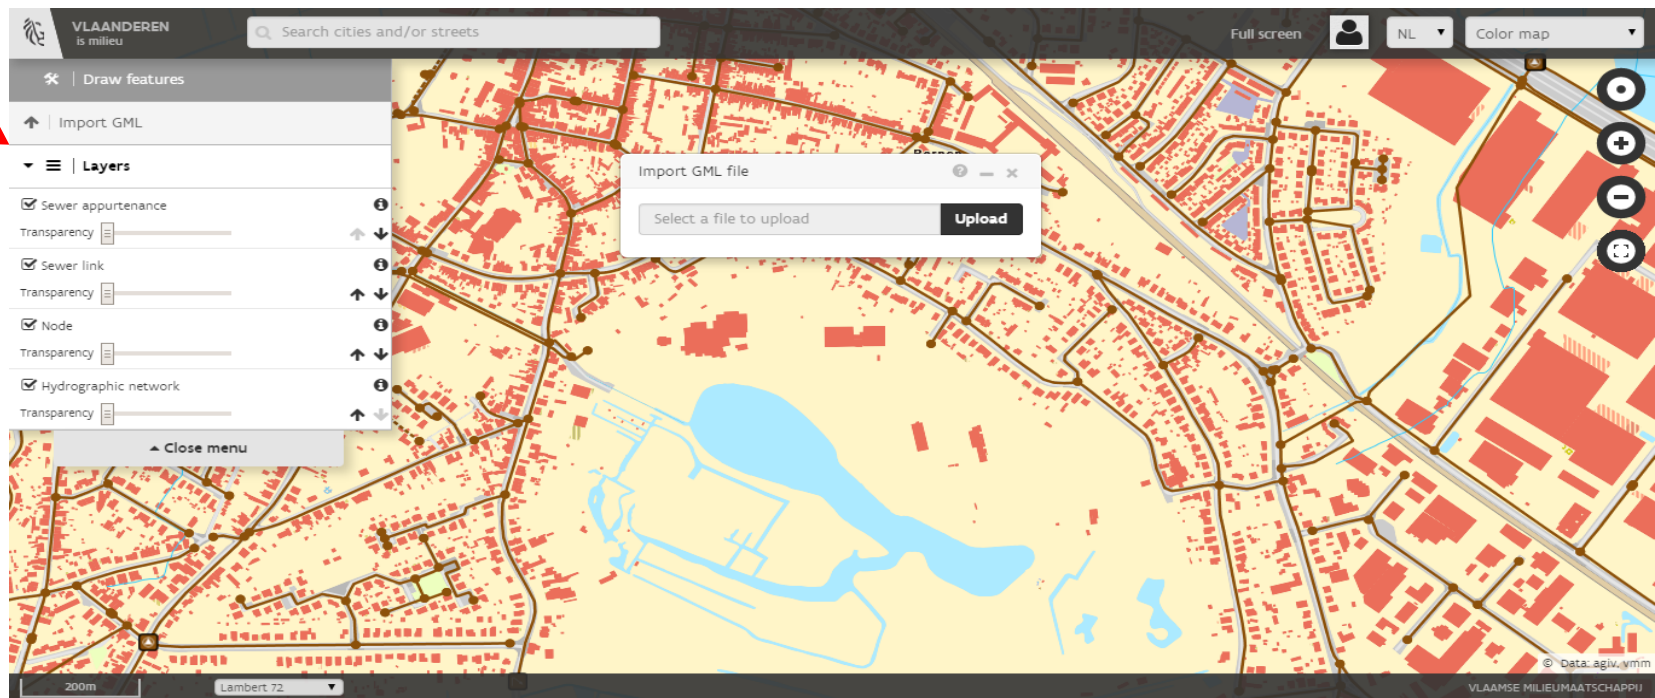 VLAANDEREN
is milieu
Search cities and/or streets
Full screen
NL
Color map
Draw features
Import GML
Layers
Sewer appurtenance
Transparency
Sewer link
Transparency
Node
Transparency
Hydrographic network
Transparency
Close menu
Import GML file
Select a file to upload
Upload
© Data: agiv, vmm
200m
Lambert 72
VLAAMSE MILIEUMAATSCHAPPIJ